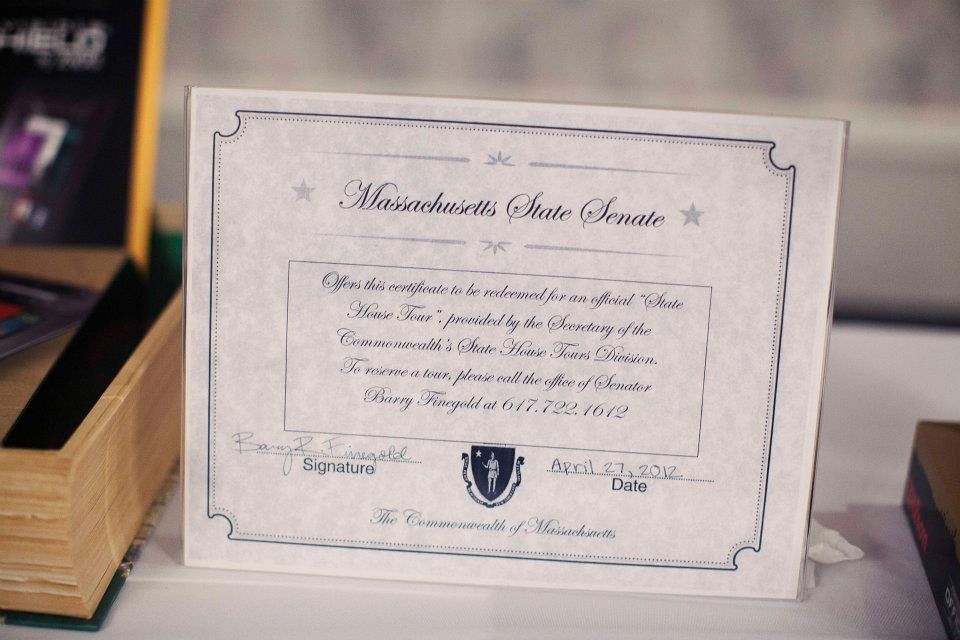 Massachusetts State Senate
Offers this certificate to be redeemed for an official "State
House Tour", provided by the Secretary of the
Commonwealth's State House Tours Division.
To reserve a tour, please call the office of Senator
Barry Finegold at 617.722.1612
Barry R. Finegold
Signature
April 27, 2012
Date
The Commonwealth of Massachusetts
7